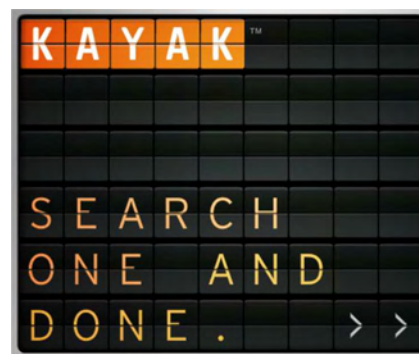 KAYAK™
SEARCH
ONE AND
DONE. > >